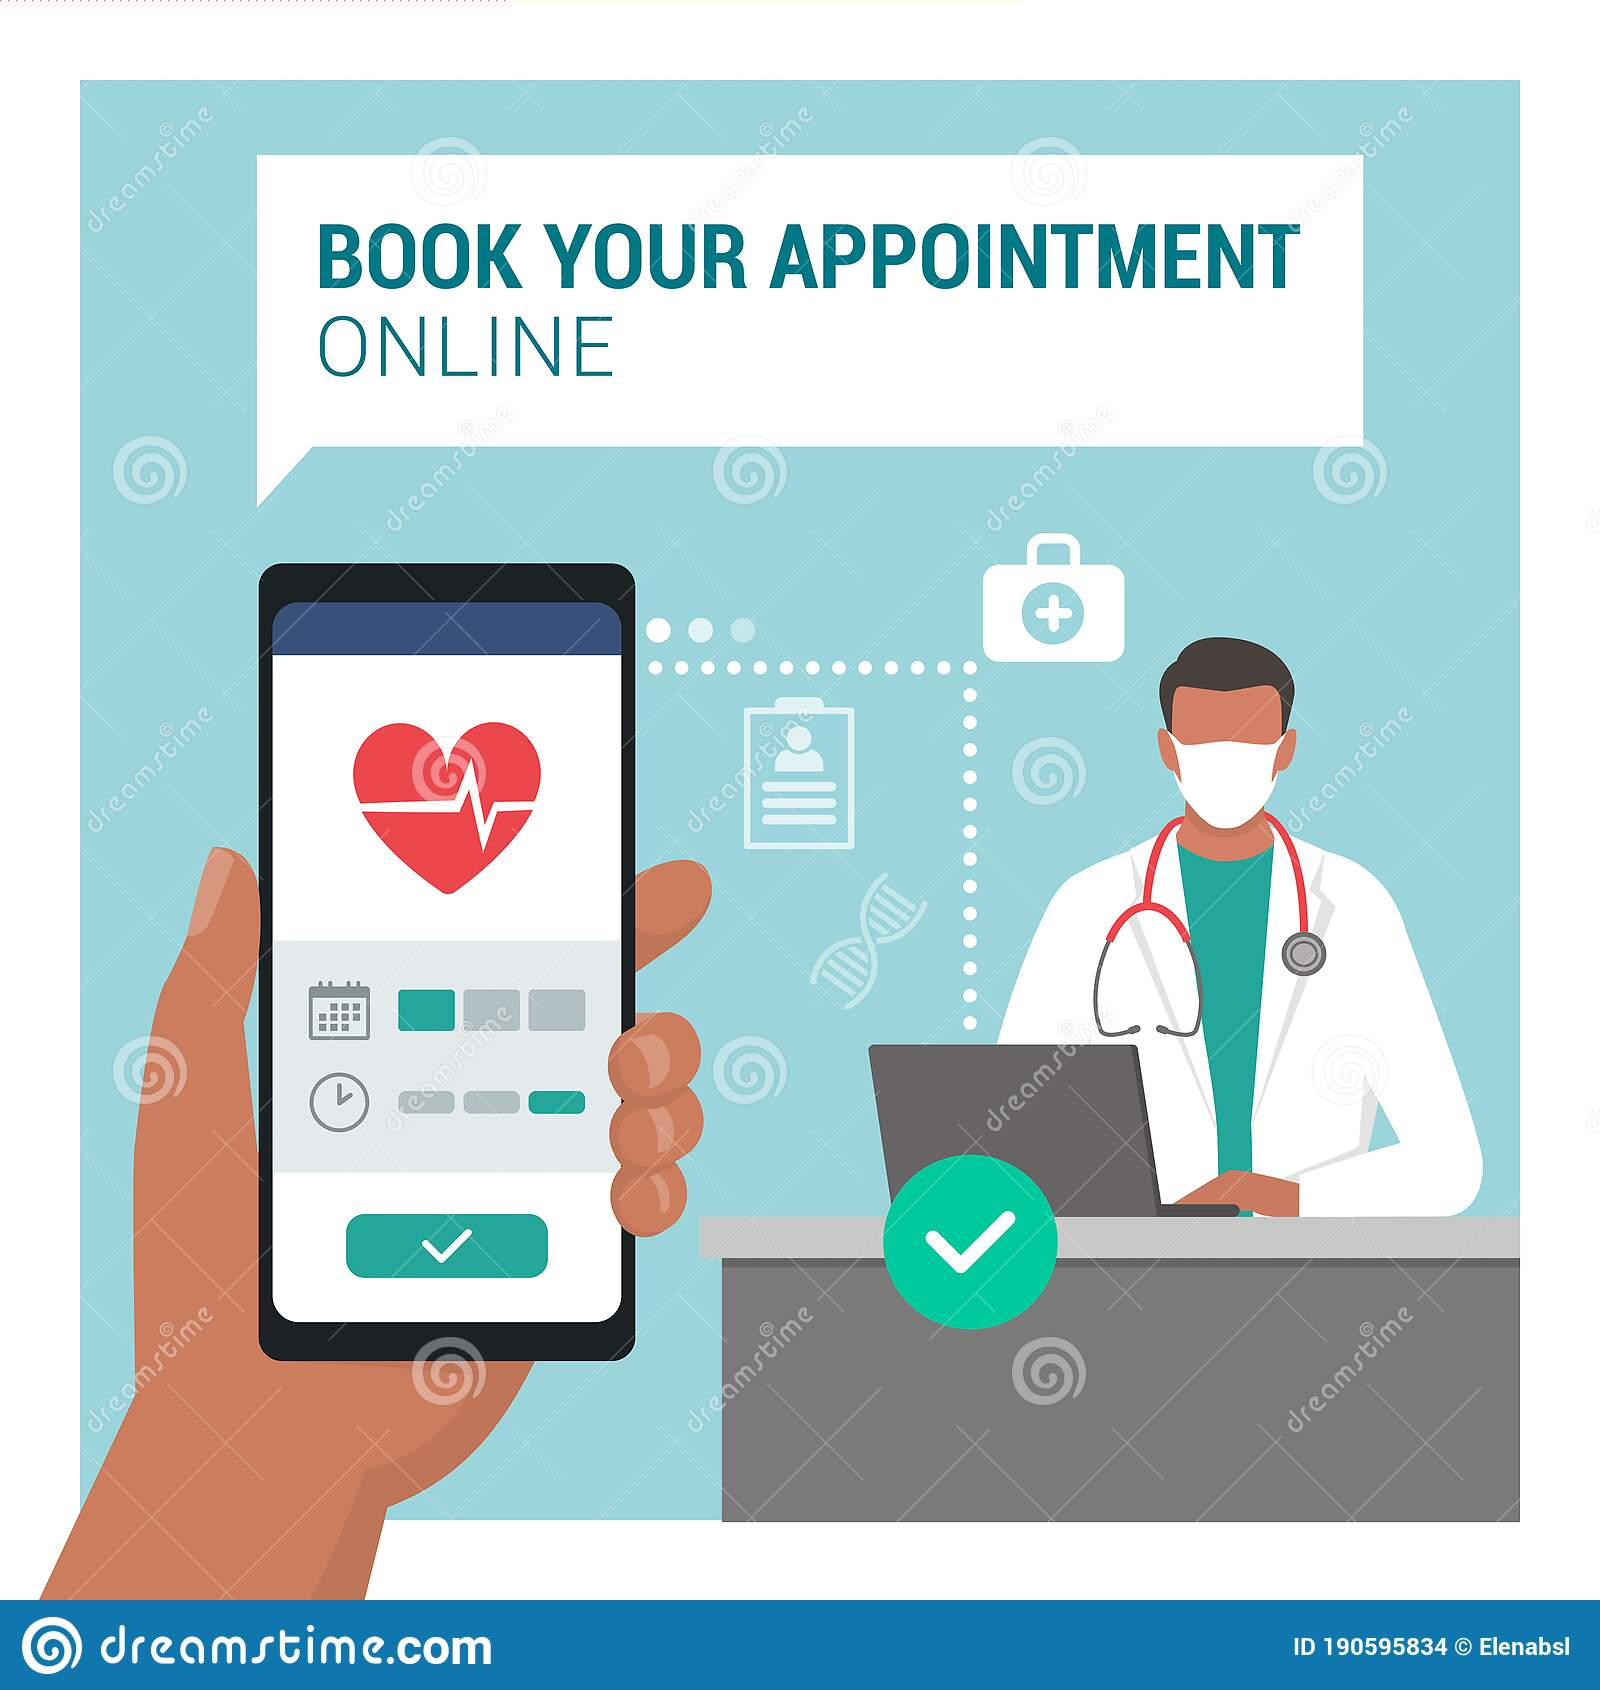 BOOK YOUR APPOINTMENT
ONLINE
dreamstime.com
ID 190595834 © Elenabsl